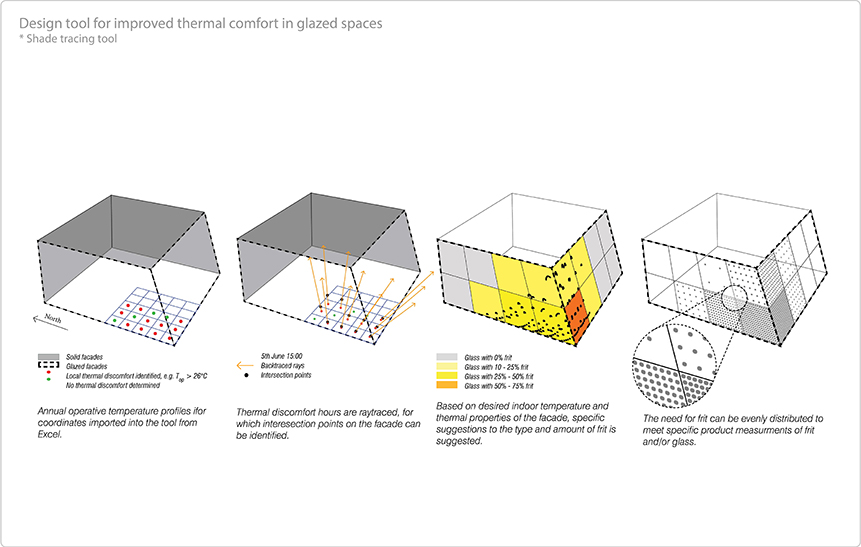 Design tool for improved thermal comfort in glazed spaces
* Shade tracing tool
North
Solid facades
Glazed facades
Local thermal discomfort identified, e.g. Top > 26°C
No thermal discomfort determined
Annual operative temperature profiles ifor
coordinates imported into the tool from
Excel.
5th June 15:00
Backtraced rays
Intersection points
Thermal discomfort hours are raytraced, for
which interesection points on the facade can
be identified.
Glass with 0% frit
Glass with 10 - 25% frit
Glass with 25% - 50% frit
Glass with 50% - 75% frit
Based on desired indoor temperature and
thermal properties of the facade, specific
suggestions to the type and amount of frit is
suggested.
The need for frit can be evenly distributed to
meet specific product measurments of frit
and/or glass.